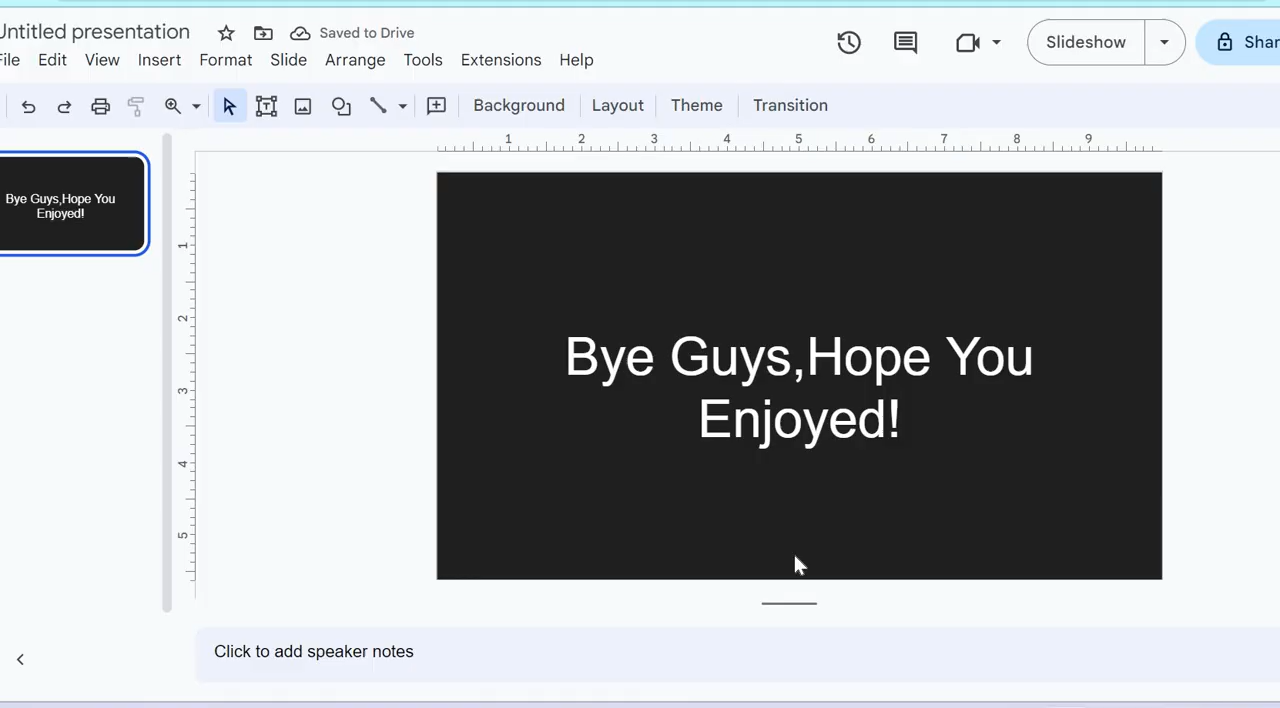 Untitled presentation
Saved to Drive
File Edit View Insert Format Slide Arrange Tools Extensions Help
Slideshow
Background Layout Theme Transition
1 2 3 4 5 6 7 8 9
Bye Guys,Hope You
Enjoyed!
1
2
3
4
5
Bye Guys,Hope You
Enjoyed!
Click to add speaker notes